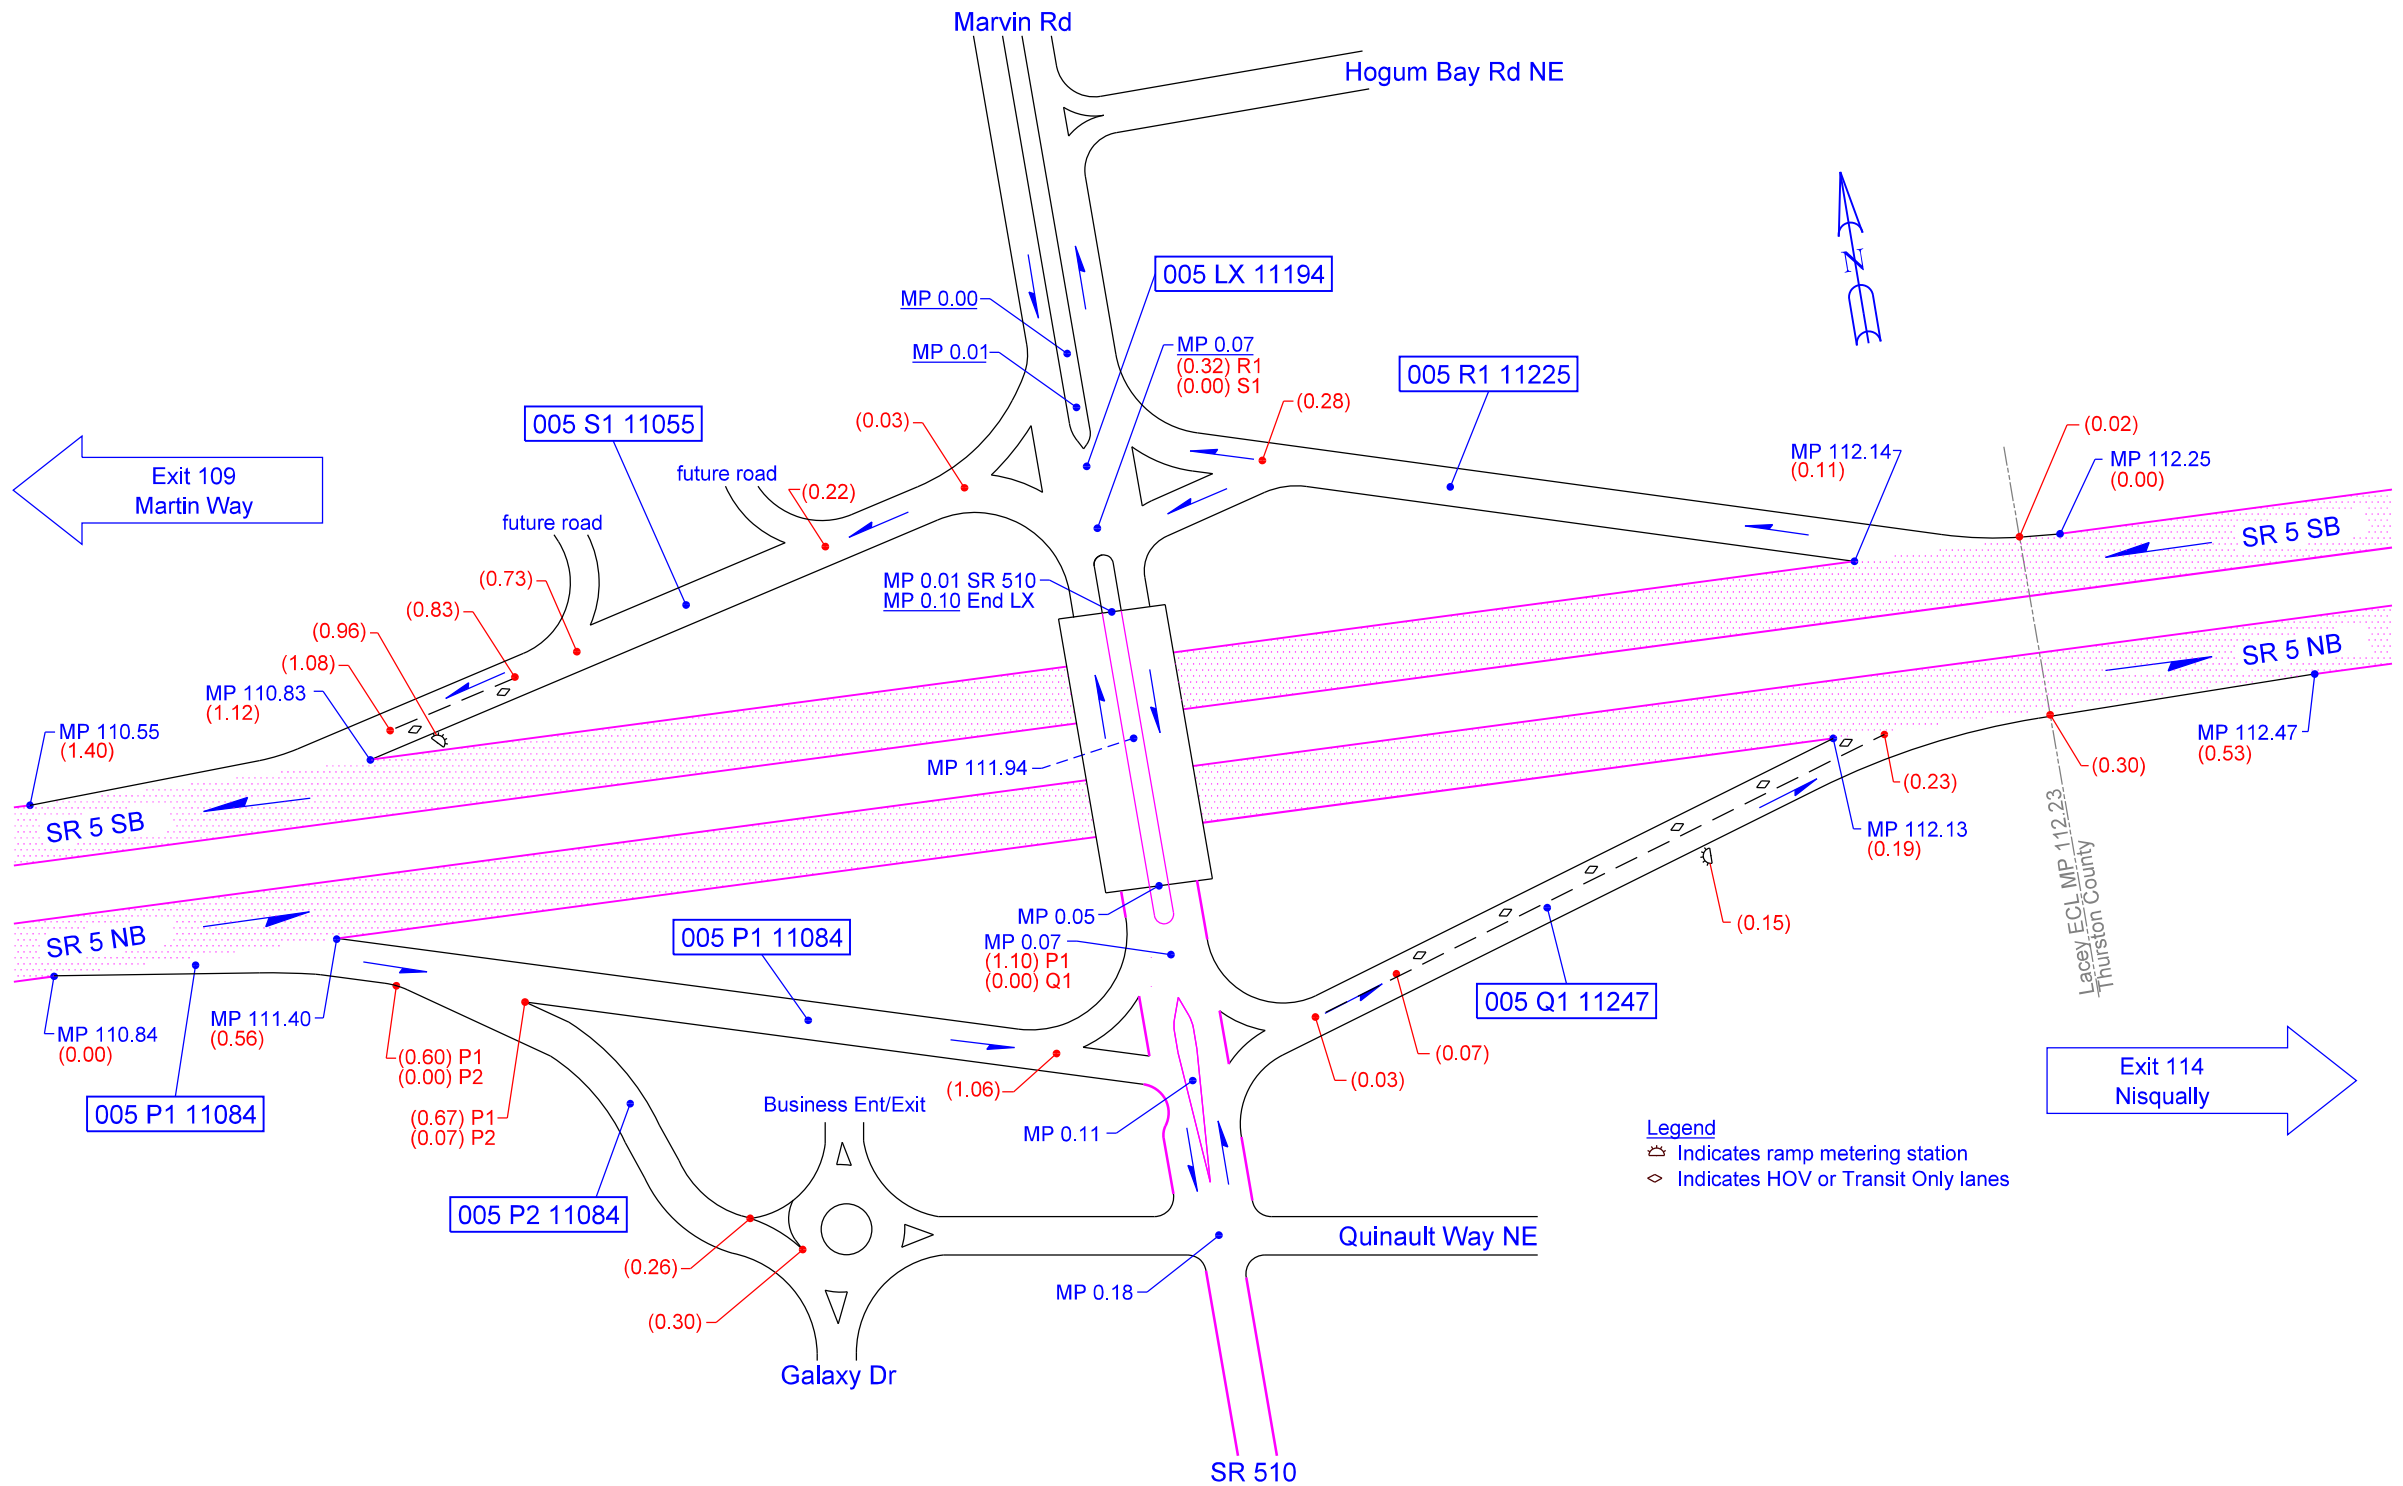 Marvin Rd
Hogum Bay Rd NE
N
005 LX 11194
MP 0.00
MP 0.01
MP 0.07
(0.32) R1
(0.00) S1
005 R1 11225
(0.28)
(0.03)
005 S1 11055
future road
(0.22)
future road
Exit 109
Martin Way
(0.02)
MP 112.14
(0.11)
MP 112.25
(0.00)
SR 5 SB
SR 5 NB
(0.73)
(0.83)
(0.96)
(1.08)
MP 110.83
(1.12)
MP 110.55
(1.40)
MP 0.01 SR 510
MP 0.10 End LX
MP 111.94
MP 112.47
(0.53)
(0.30)
(0.23)
MP 112.13
(0.19)
Lacey ECL MP 112.23
Thurston County
SR 5 SB
SR 5 NB
(0.15)
MP 0.05
MP 0.07
(1.10) P1
(0.00) Q1
005 P1 11084
005 Q1 11247
MP 110.84
(0.00)
MP 111.40
(0.56)
005 P1 11084
(0.60) P1
(0.00) P2
(0.67) P1
(0.07) P2
(1.06)
(0.07)
(0.03)
Exit 114
Nisqually
Business Ent/Exit
MP 0.11
Legend
Indicates ramp metering station
Indicates HOV or Transit Only lanes
005 P2 11084
Quinault Way NE
(0.26)
(0.30)
MP 0.18
Galaxy Dr
SR 510